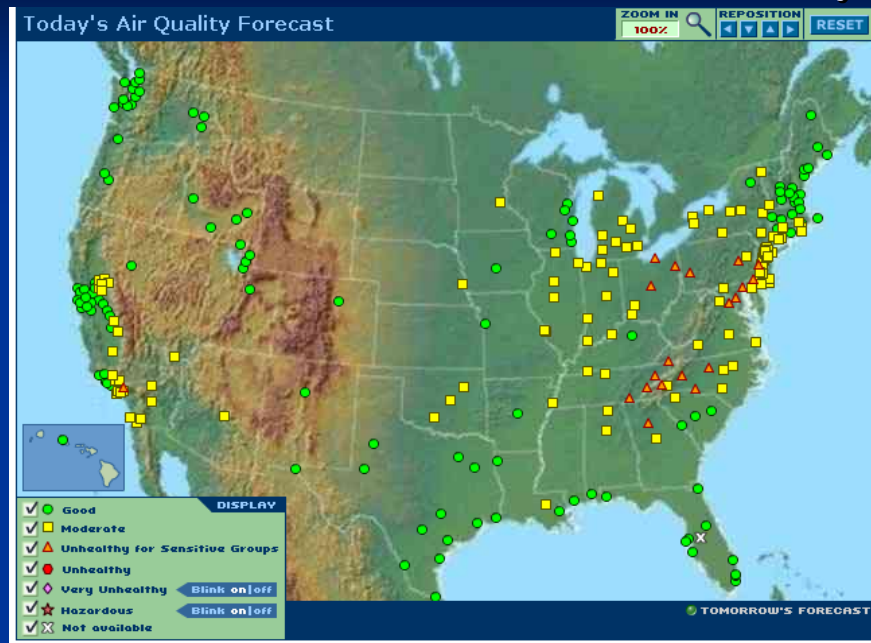 Today's Air Quality Forecast
ZOOM IN
100%
REPOSITION
RESET
DISPLAY
Good
Moderate
Unhealthy for Sensitive Groups
Unhealthy
Very Unhealthy Blink on|off
Hazardous Blink on|off
Not available
TOMORROW'S FORECAST